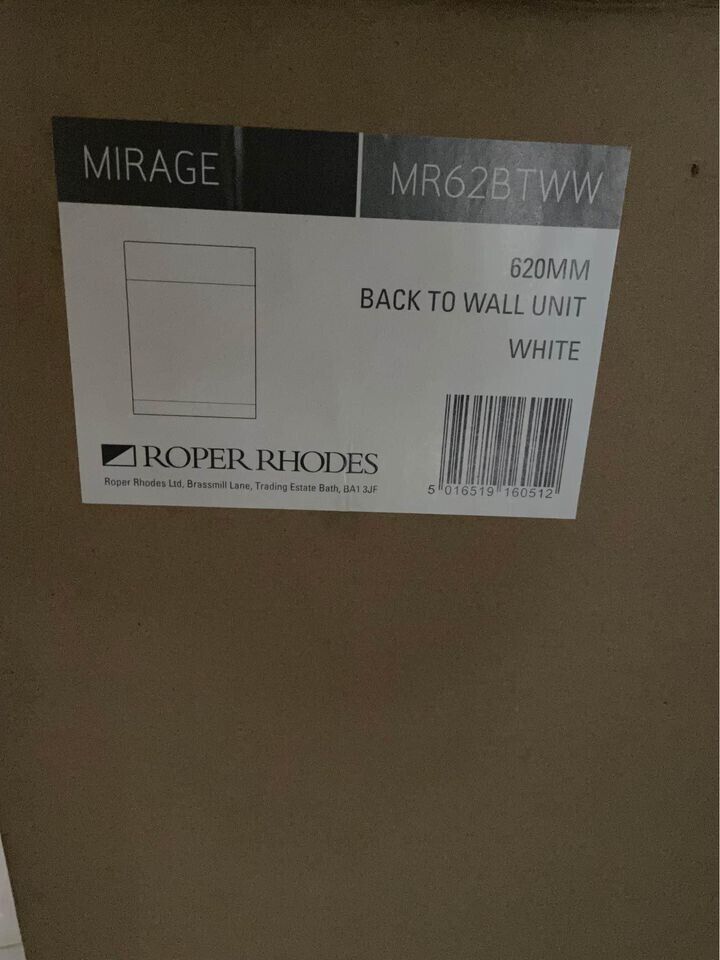 MIRAGE
MR62BTWW
620MM
BACK TO WALL UNIT
WHITE
ROPER RHODES
Roper Rhodes Ltd, Brassmill Lane, Trading Estate Bath, BA1 3JF
5 016519 160512